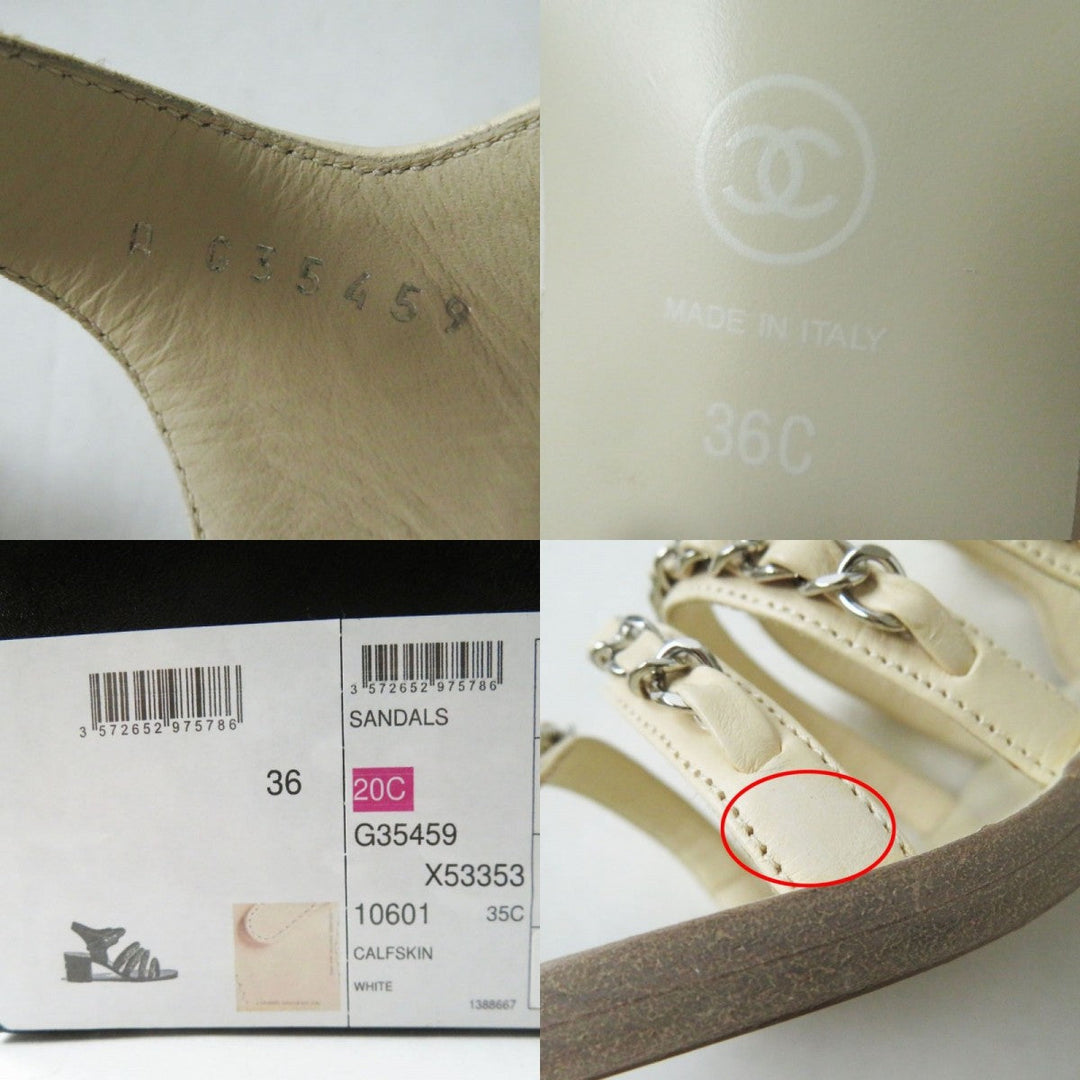 A G35459
MADE IN ITALY
36C
3 572652 975786
36
3 572652 975786
SANDALS
20C
G35459
X53353
10601 35C
CALFSKIN
WHITE
1388667